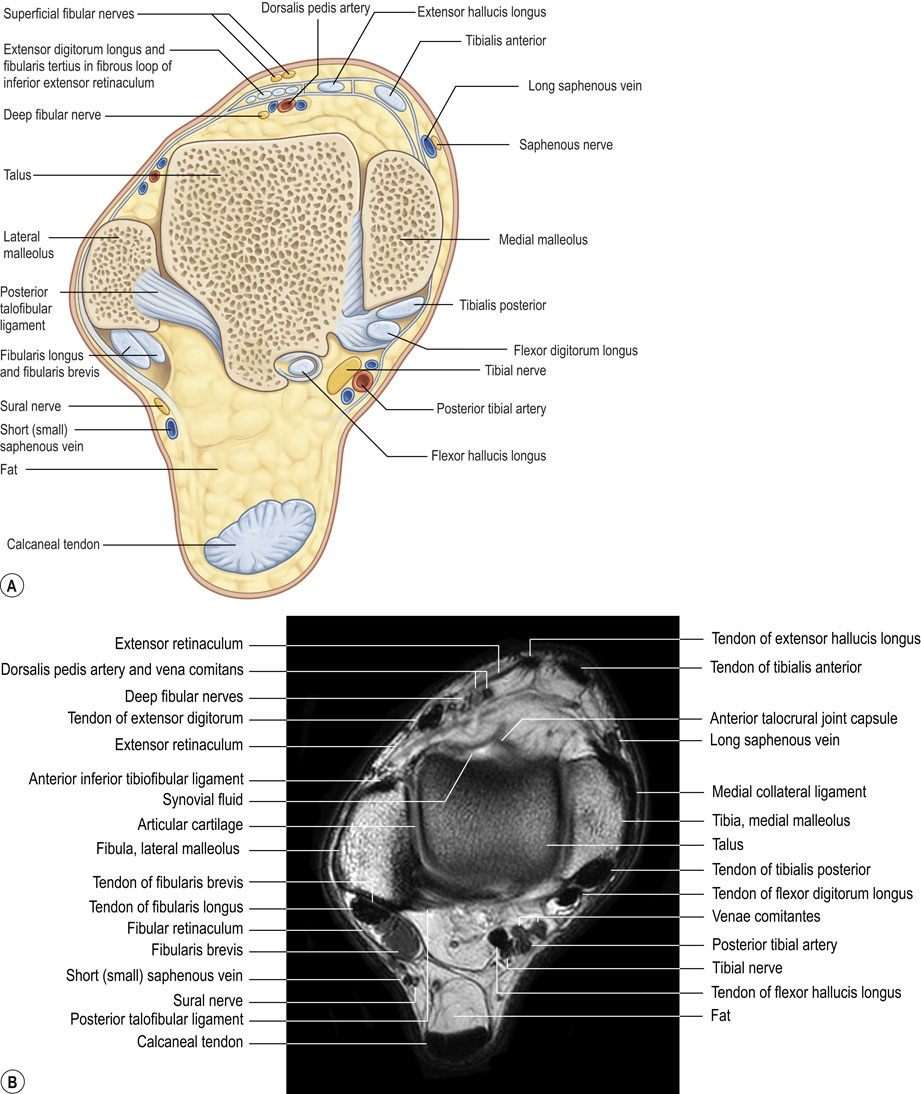 Superficial fibular nerves
Extensor digitorum longus and
fibularis tertius in fibrous loop of
inferior extensor retinaculum
Deep fibular nerve
Talus
Lateral
malleolus
Posterior
talofibular
ligament
Fibularis longus
and fibularis brevis
Sural nerve
Short (small)
saphenous vein
Fat
Calcaneal tendon
Dorsalis pedis artery
Extensor hallucis longus
Tibialis anterior
Long saphenous vein
Saphenous nerve
Medial malleolus
Tibialis posterior
Flexor digitorum longus
Tibial nerve
Posterior tibial artery
Flexor hallucis longus
A
Extensor retinaculum
Dorsalis pedis artery and vena comitans
Deep fibular nerves
Tendon of extensor digitorum
Extensor retinaculum
Anterior inferior tibiofibular ligament
Synovial fluid
Articular cartilage
Fibula, lateral malleolus
Tendon of fibularis brevis
Tendon of fibularis longus
Fibular retinaculum
Fibularis brevis
Short (small) saphenous vein
Sural nerve
Posterior talofibular ligament
Calcaneal tendon
Tendon of extensor hallucis longus
Tendon of tibialis anterior
Anterior talocrural joint capsule
Long saphenous vein
Medial collateral ligament
Tibia, medial malleolus
Talus
Tendon of tibialis posterior
Tendon of flexor digitorum longus
Venae comitantes
Posterior tibial artery
Tibial nerve
Tendon of flexor hallucis longus
Fat
B